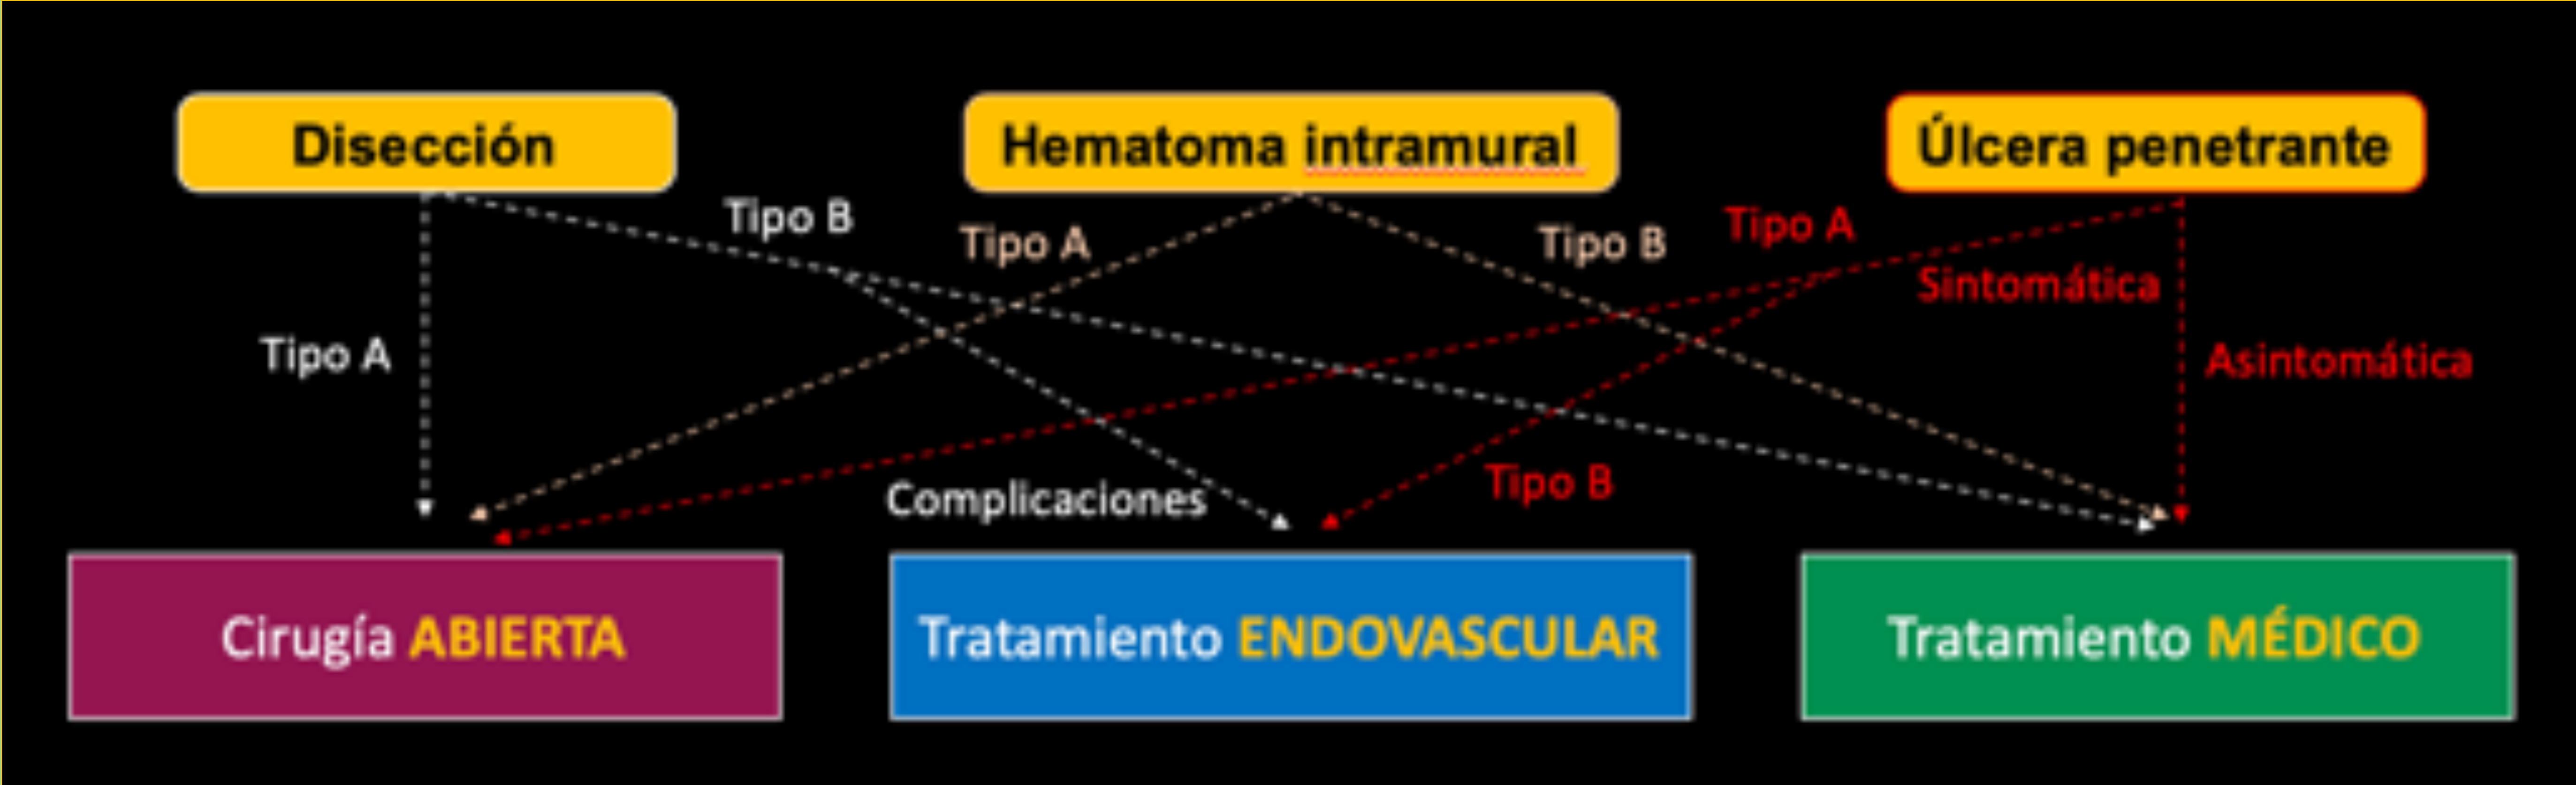 Disección
Hematoma intramural
Úlcera penetrante
Tipo B
Tipo A
Tipo B
Tipo A
Sintomática
Tipo A
Asintomática
Complicaciones
Tipo B
Cirugía ABIERTA
Tratamiento ENDOVASCULAR
Tratamiento MÉDICO